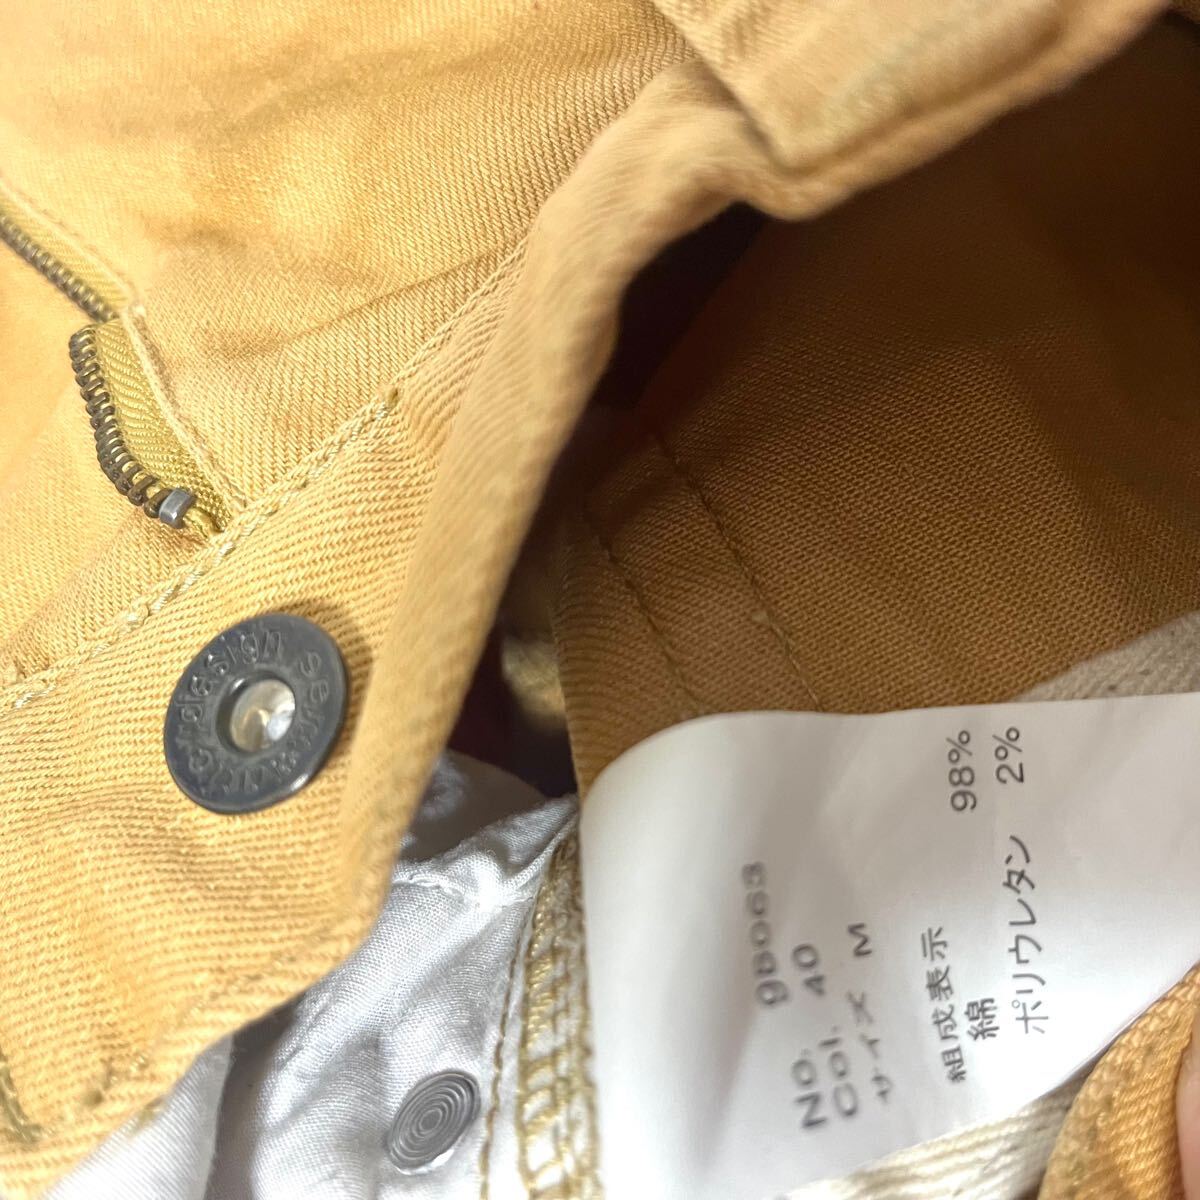 NO. 98063
Col. 40
サイズ M
組成表示
綿 98%
ポリウレタン 2%
design